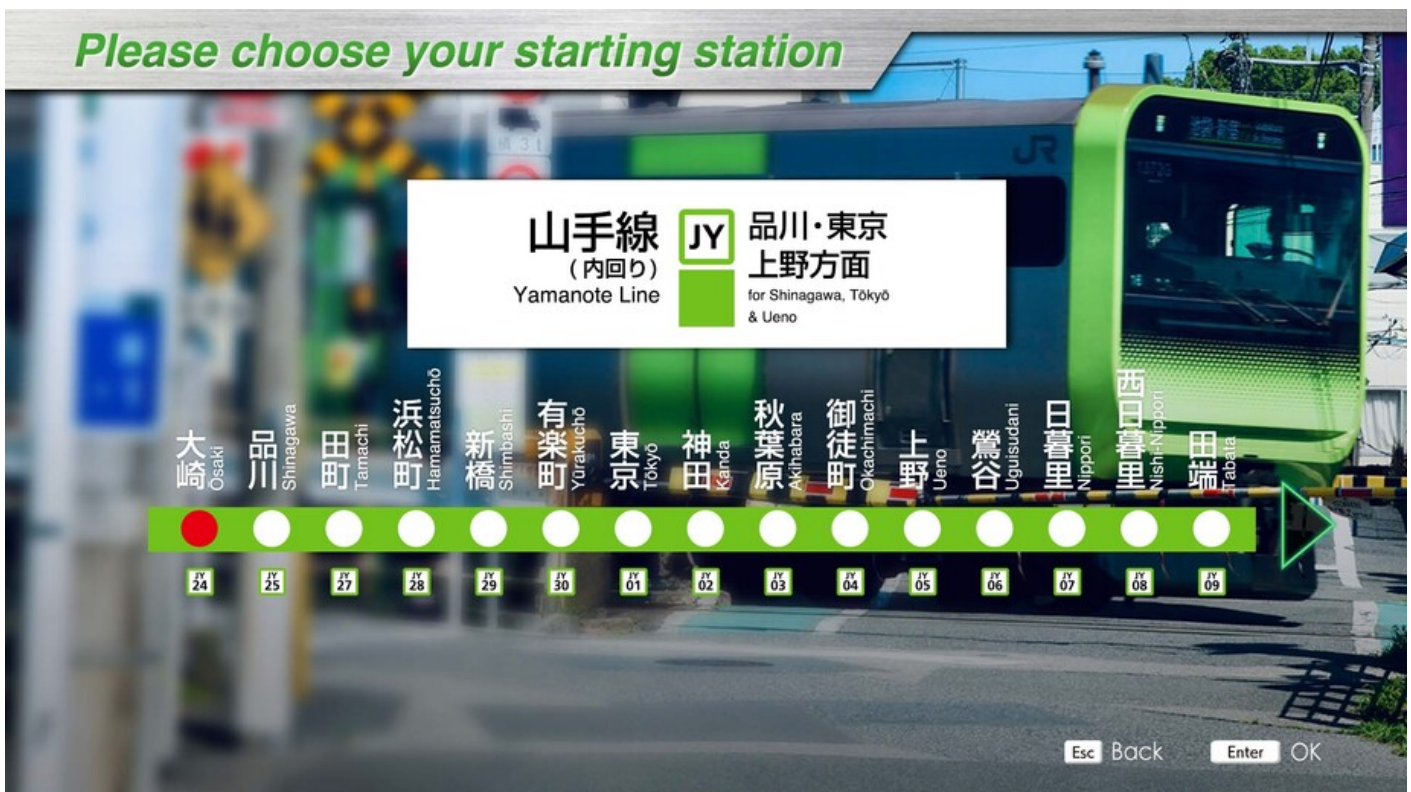 Please choose your starting station
JR
山手線
(内回り)
Yamanote Line
JY
品川・東京
上野方面
for Shinagawa, Tōkyō
& Ueno
大崎 Ōsaki
品川 Shinagawa
田町 Tamachi
浜松町 Hamamatsuchō
新橋 Shimbashi
有楽町 Yūrakuchō
東京 Tōkyō
神田 Kanda
秋葉原 Akihabara
御徒町 Okachimachi
上野 Ueno
鶯谷 Uguisudani
日暮里 Nippori
西日暮里 Nishi-Nippori
田端 Tabata
JY 24
JY 25
JY 27
JY 28
JY 29
JY 30
JY 01
JY 02
JY 03
JY 04
JY 05
JY 06
JY 07
JY 08
JY 09
Esc Back
Enter OK